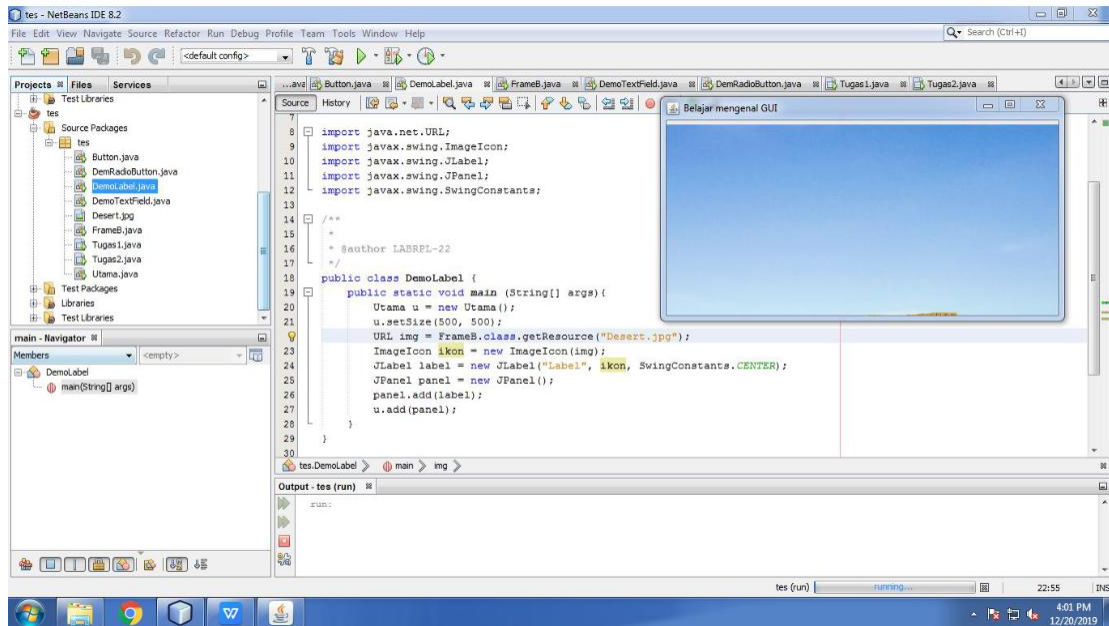 tes - NetBeans IDE 8.2
File Edit View Navigate Source Refactor Run Debug Profile Team Tools Window Help
Search (Ctrl+I)
<default config>
Projects Files Services
Test Libraries
tes
Source Packages
tes
Button.java
DemRadioButton.java
DemoLabel.java
DemoTextField.java
Desert.jpg
FrameB.java
Tugas1.java
Tugas2.java
Utama.java
Test Packages
Libraries
Test Libraries
main - Navigator
Members <empty>
DemoLabel
main(String[] args)
...ava Button.java DemoLabel.java FrameB.java DemoTextField.java DemRadioButton.java Tugas1.java Tugas2.java
Source History
Belajar mengenal GUI
7
8 import java.net.URL;
9 import javax.swing.ImageIcon;
10 import javax.swing.JLabel;
11 import javax.swing.JPanel;
12 import javax.swing.SwingConstants;
13
14 /**
15 *
16 * @author LABRPL-22
17 */
18 public class DemoLabel {
19 public static void main (String[] args){
20 Utama u = new Utama();
21 u.setSize(500, 500);
URL img = FrameB.class.getResource("Desert.jpg");
23 ImageIcon ikon = new ImageIcon(img);
24 JLabel label = new JLabel("Label", ikon, SwingConstants.CENTER);
25 JPanel panel = new JPanel();
26 panel.add(label);
27 u.add(panel);
28 }
29 }
30
tes.DemoLabel main img
Output - tes (run)
run:
tes (run) running... 22:55 INS
4:01 PM
12/20/2019